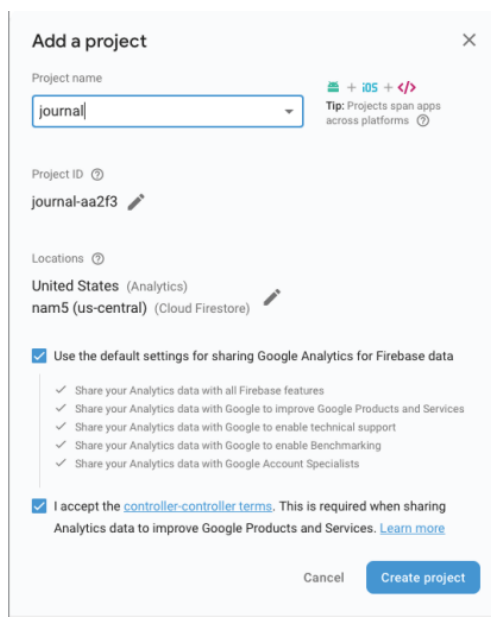 Add a project
Project name
journal
+ iOS + </>
Tip: Projects span apps
across platforms
Project ID
journal-aa2f3
Locations
United States (Analytics)
nam5 (us-central) (Cloud Firestore)
Use the default settings for sharing Google Analytics for Firebase data
Share your Analytics data with all Firebase features
Share your Analytics data with Google to improve Google Products and Services
Share your Analytics data with Google to enable technical support
Share your Analytics data with Google to enable Benchmarking
Share your Analytics data with Google Account Specialists
I accept the controller-controller terms. This is required when sharing
Analytics data to improve Google Products and Services. Learn more
Cancel
Create project